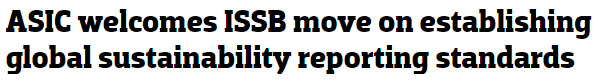 ASIC welcomes ISSB move on establishing
global sustainability reporting standards